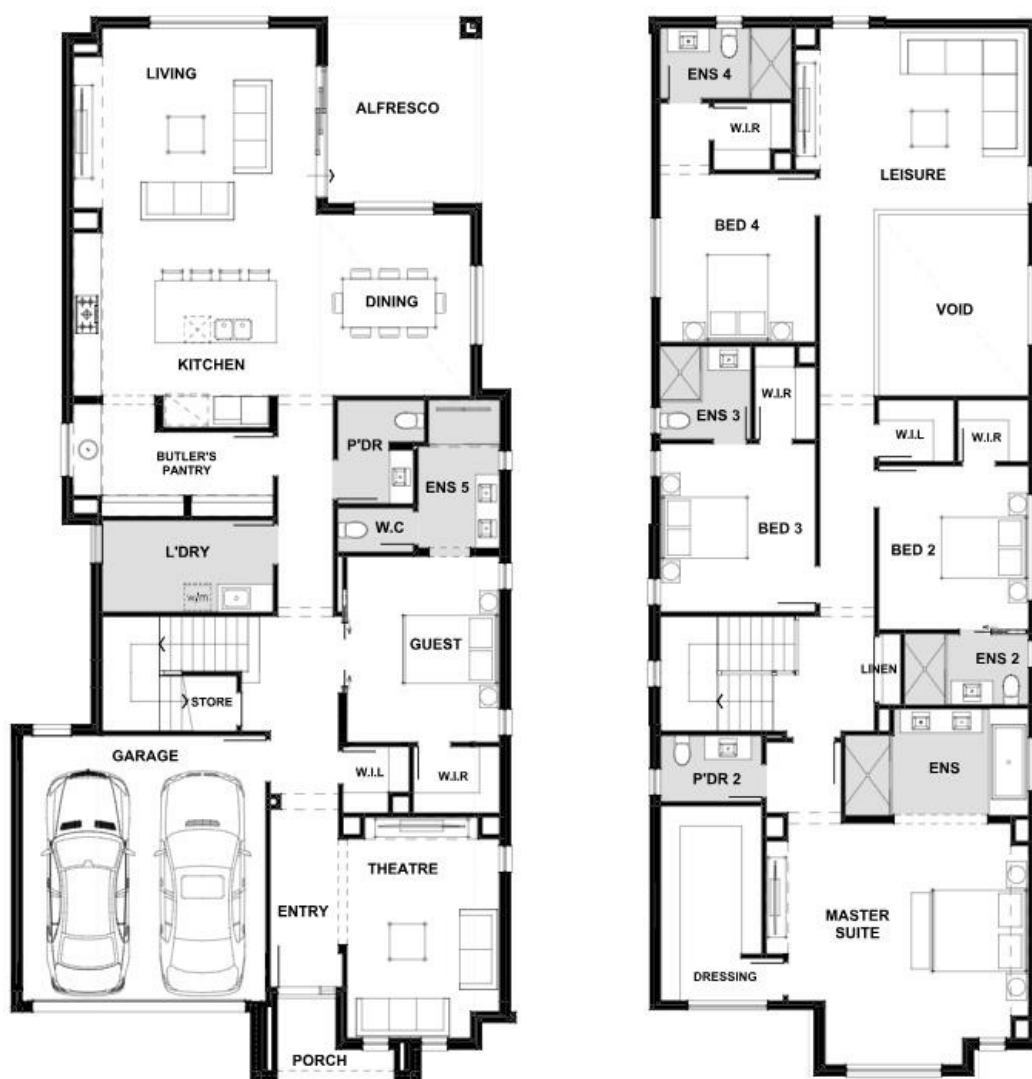 LIVING
ALFRESCO
DINING
KITCHEN
BUTLER'S
PANTRY
P'DR
ENS 5
W.C
L'DRY
w/m
GUEST
STORE
GARAGE
W.I.L
W.I.R
THEATRE
ENTRY
PORCH
ENS 4
W.I.R
LEISURE
BED 4
VOID
ENS 3
W.I.R
W.I.L
W.I.R
BED 3
BED 2
LINEN
ENS 2
P'DR 2
ENS
MASTER
SUITE
DRESSING